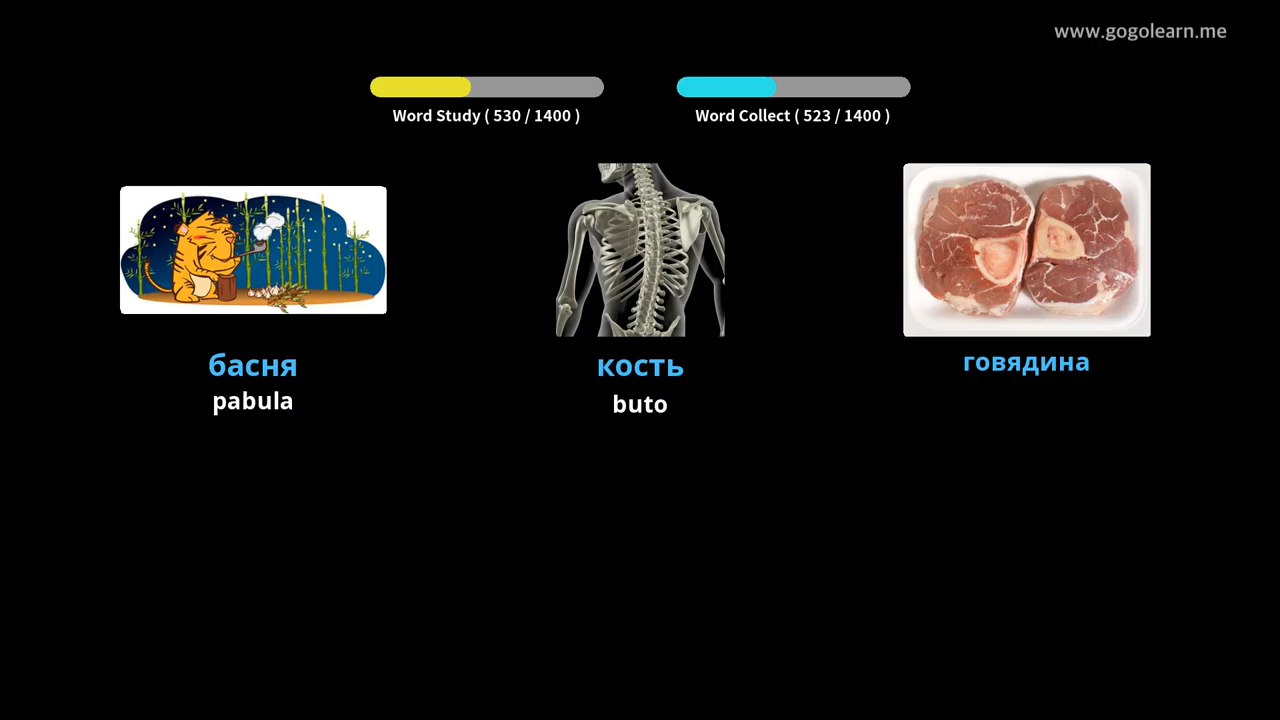 www.gogolearn.me
Word Study ( 530 / 1400 )
Word Collect ( 523 / 1400 )
басня
pabula
кость
buto
говядина